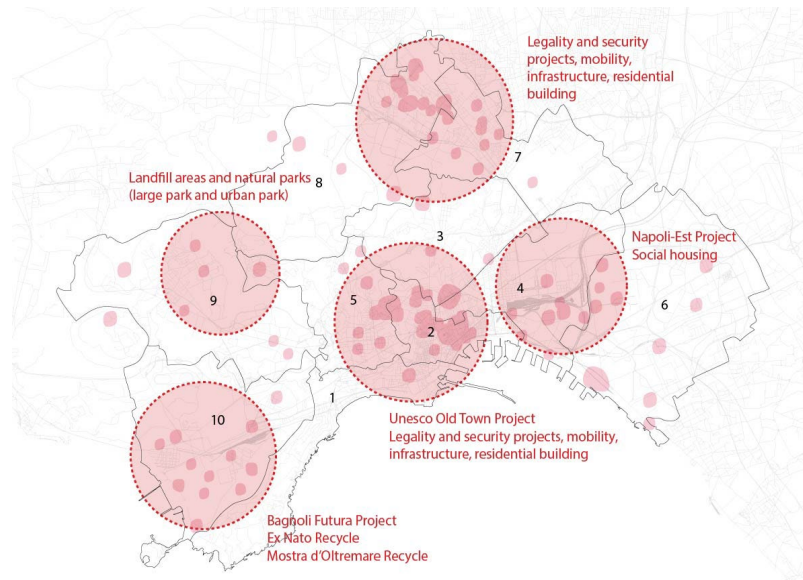 Legality and security
projects, mobility,
infrastructure, residential
building
7
8
Landfill areas and natural parks
(large park and urban park)
3
Napoli-Est Project
Social housing
4
9
5
2
6
1
10
Unesco Old Town Project
Legality and security projects, mobility,
infrastructure, residential building
Bagnoli Futura Project
Ex Nato Recycle
Mostra d'Oltremare Recycle